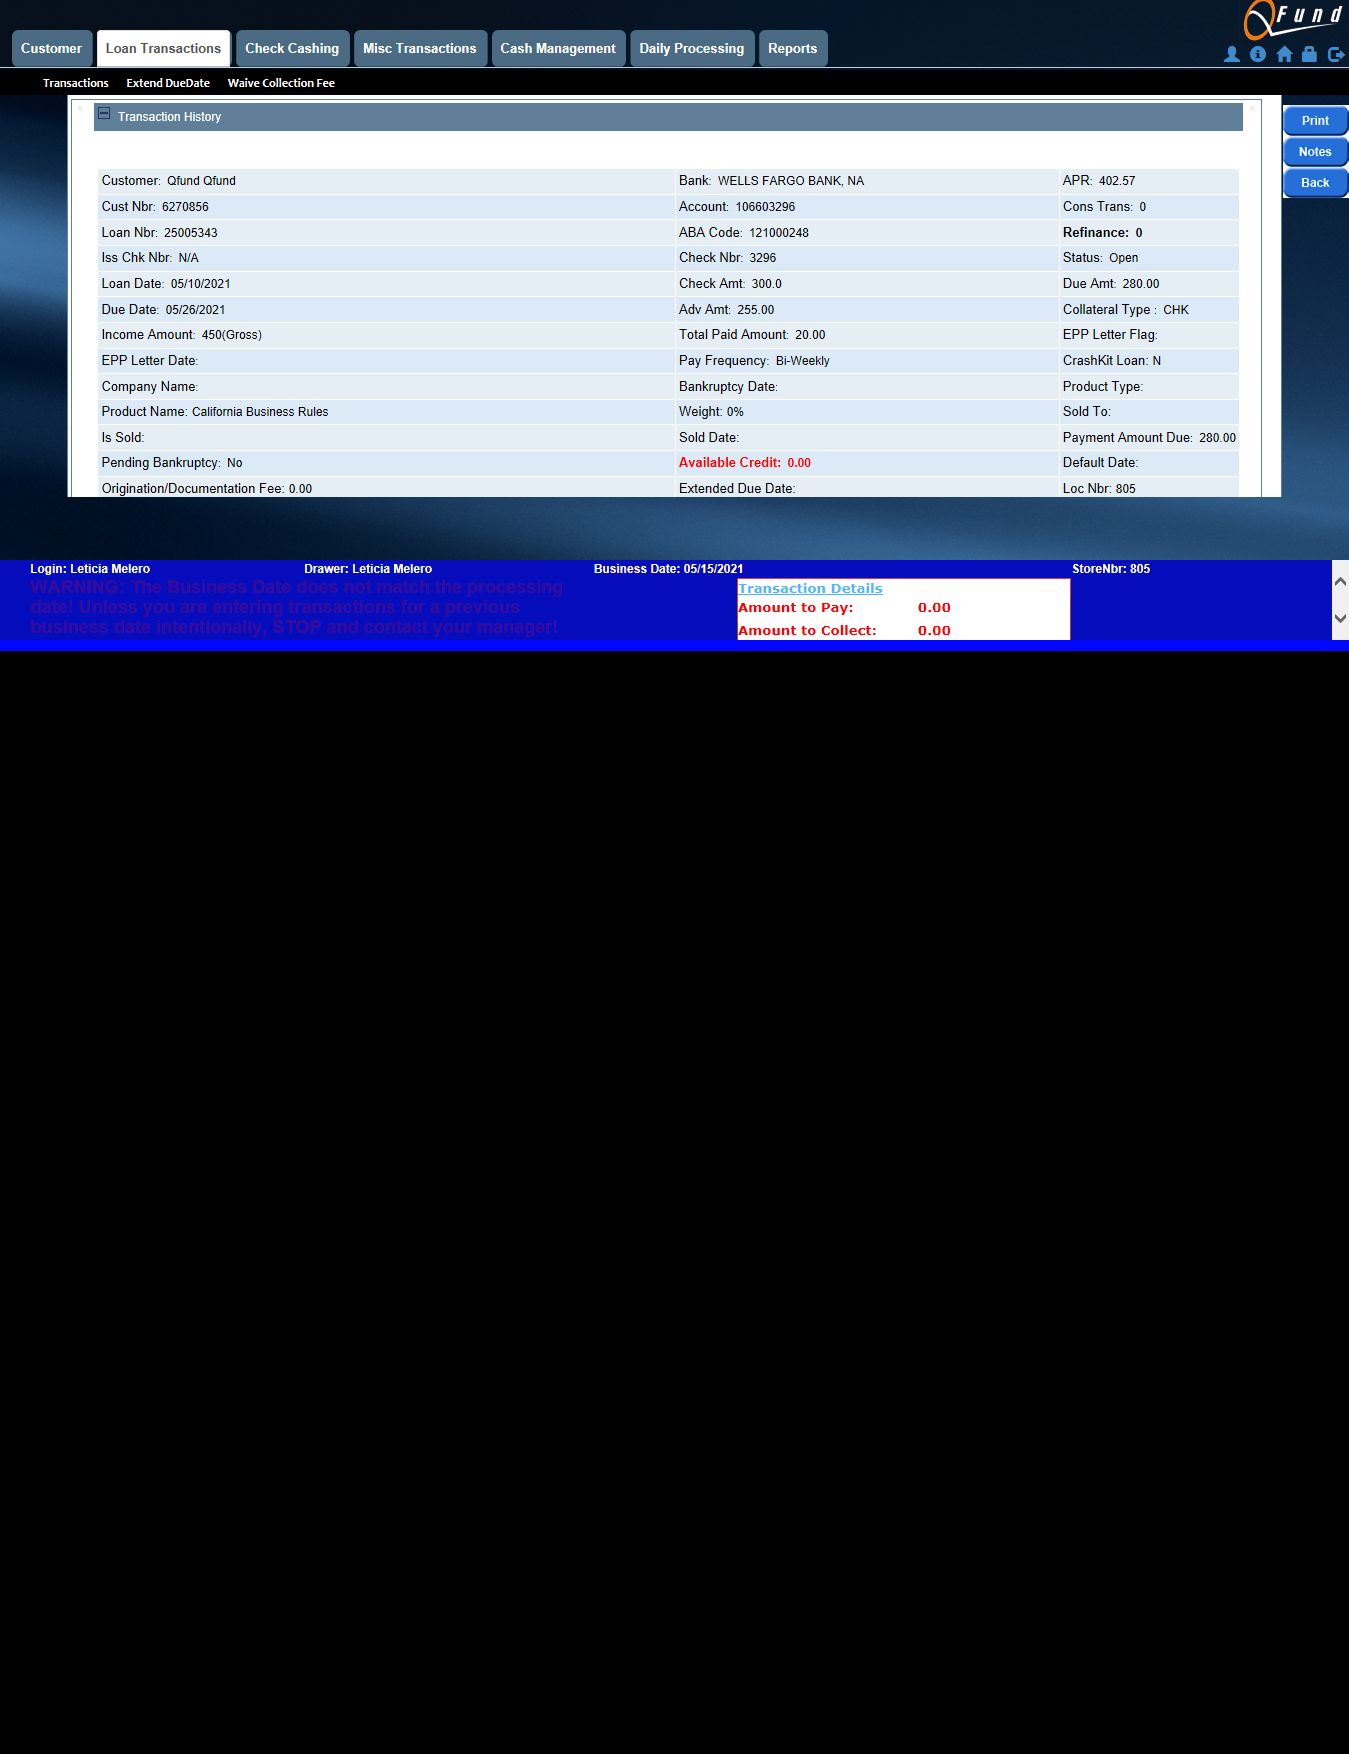 QFund
Customer Loan Transactions Check Cashing Misc Transactions Cash Management Daily Processing Reports
Transactions Extend DueDate Waive Collection Fee
Transaction History
Print
Notes
Back
Customer: Qfund Qfund Bank: WELLS FARGO BANK, NA APR: 402.57
Cust Nbr: 6270856 Account: 106603296 Cons Trans: 0
Loan Nbr: 25005343 ABA Code: 121000248 Refinance: 0
Iss Chk Nbr: N/A Check Nbr: 3296 Status: Open
Loan Date: 05/10/2021 Check Amt: 300.0 Due Amt: 280.00
Due Date: 05/26/2021 Adv Amt: 255.00 Collateral Type : CHK
Income Amount: 450(Gross) Total Paid Amount: 20.00 EPP Letter Flag:
EPP Letter Date: Pay Frequency: Bi-Weekly CrashKit Loan: N
Company Name: Bankruptcy Date: Product Type:
Product Name: California Business Rules Weight: 0% Sold To:
Is Sold: Sold Date: Payment Amount Due: 280.00
Pending Bankruptcy: No Available Credit: 0.00 Default Date:
Origination/Documentation Fee: 0.00 Extended Due Date: Loc Nbr: 805
Login: Leticia Melero Drawer: Leticia Melero Business Date: 05/15/2021 StoreNbr: 805
WARNING: The Business Date does not match the processing
date! Unless you are entering transactions for a previous
business date intentionally, STOP and contact your manager!
Transaction Details
Amount to Pay: 0.00
Amount to Collect: 0.00